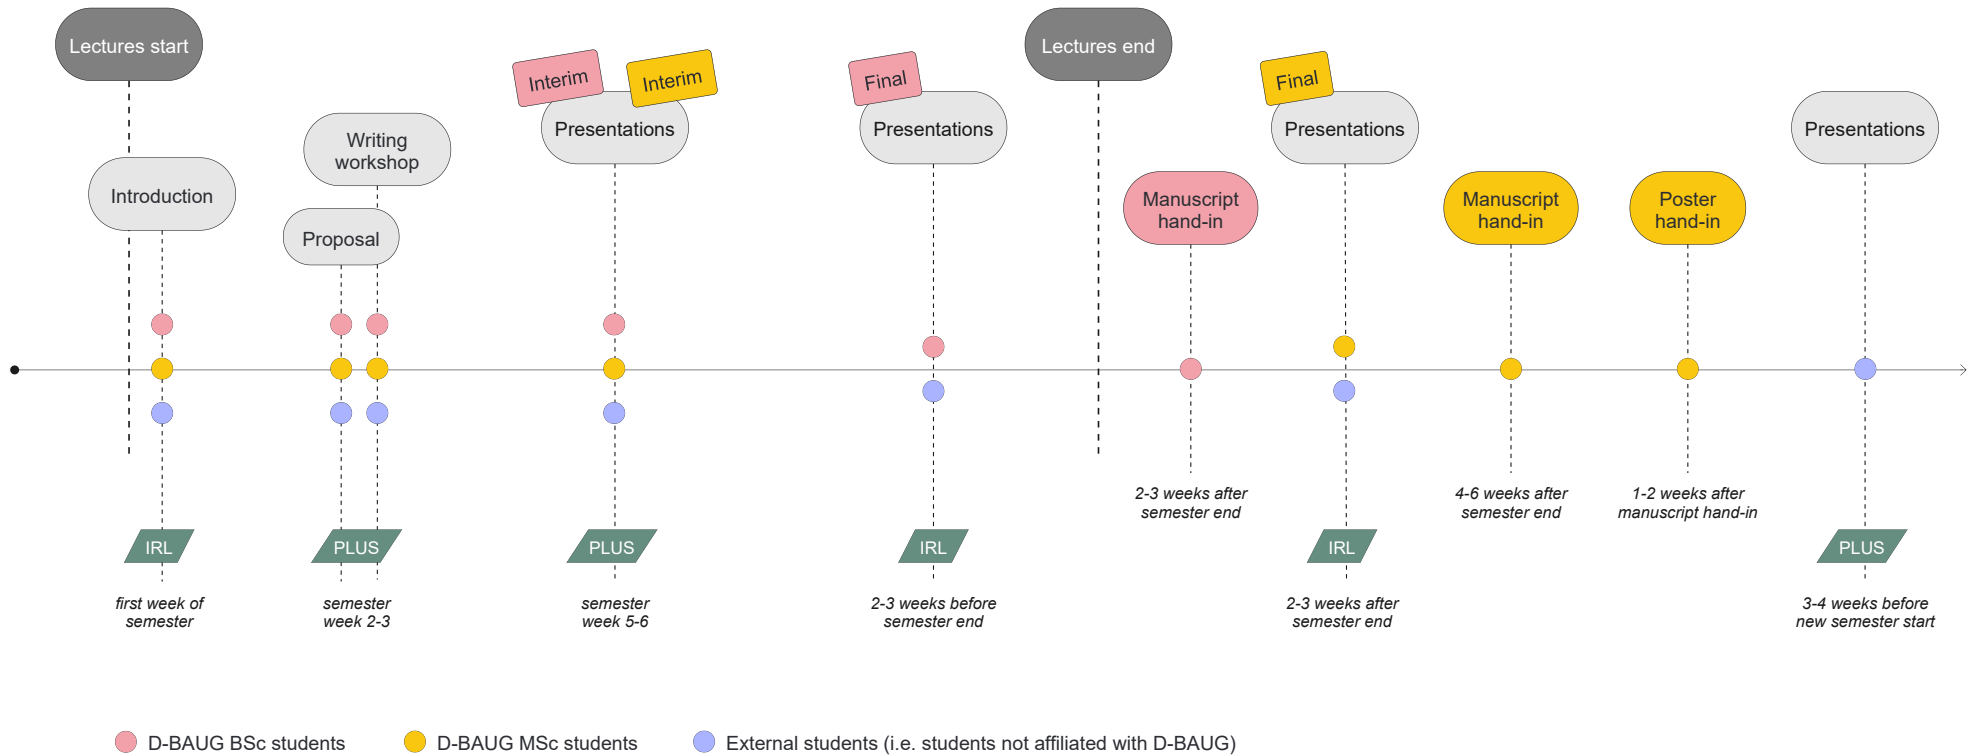 Lectures start
Lectures end
Interim
Interim
Final
Final
Writing
workshop
Presentations
Presentations
Presentations
Presentations
Introduction
Proposal
Manuscript
hand-in
Manuscript
hand-in
Poster
hand-in
2-3 weeks after
semester end
4-6 weeks after
semester end
1-2 weeks after
manuscript hand-in
IRL
PLUS
PLUS
IRL
IRL
PLUS
first week of
semester
semester
week 2-3
semester
week 5-6
2-3 weeks before
semester end
2-3 weeks after
semester end
3-4 weeks before
new semester start
D-BAUG BSc students
D-BAUG MSc students
External students (i.e. students not affiliated with D-BAUG)